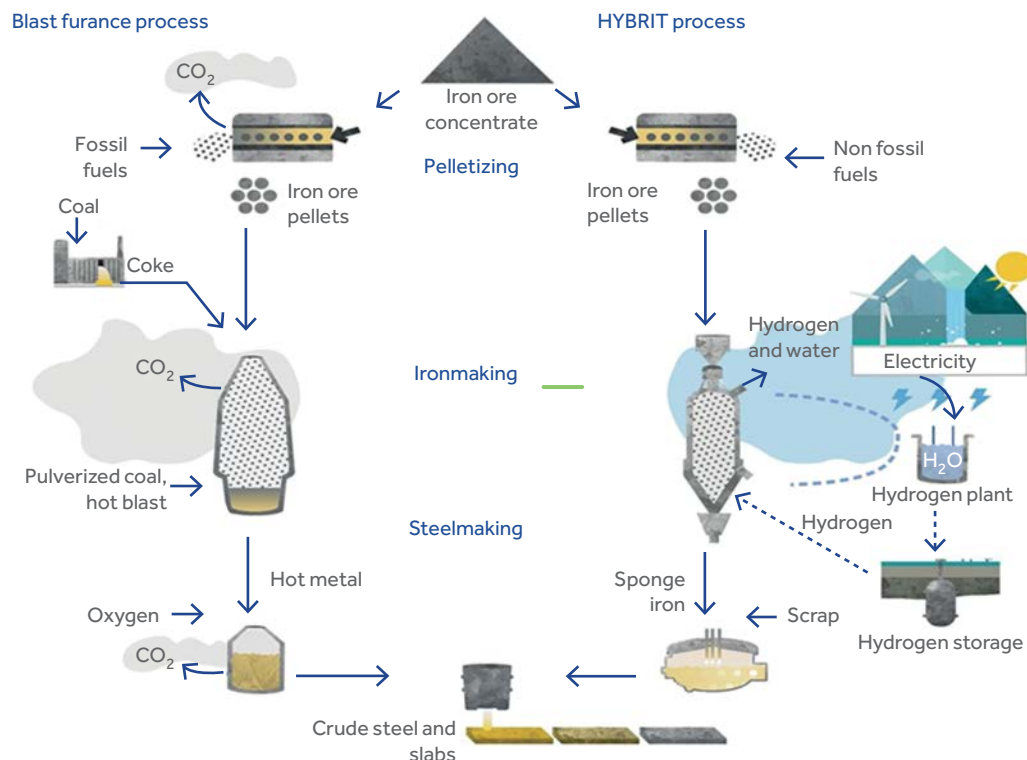 Blast furance process
HYBRIT process
CO₂
Iron ore
concentrate
Fossil
fuels
Non fossil
fuels
Pelletizing
Iron ore
pellets
Iron ore
pellets
Coal
Coke
Hydrogen
and water
Electricity
CO₂
Ironmaking
H₂O
Pulverized coal,
hot blast
Hydrogen plant
Hydrogen
Steelmaking
Hot metal
Sponge
iron
Oxygen
Scrap
Hydrogen storage
CO₂
Crude steel and
slabs